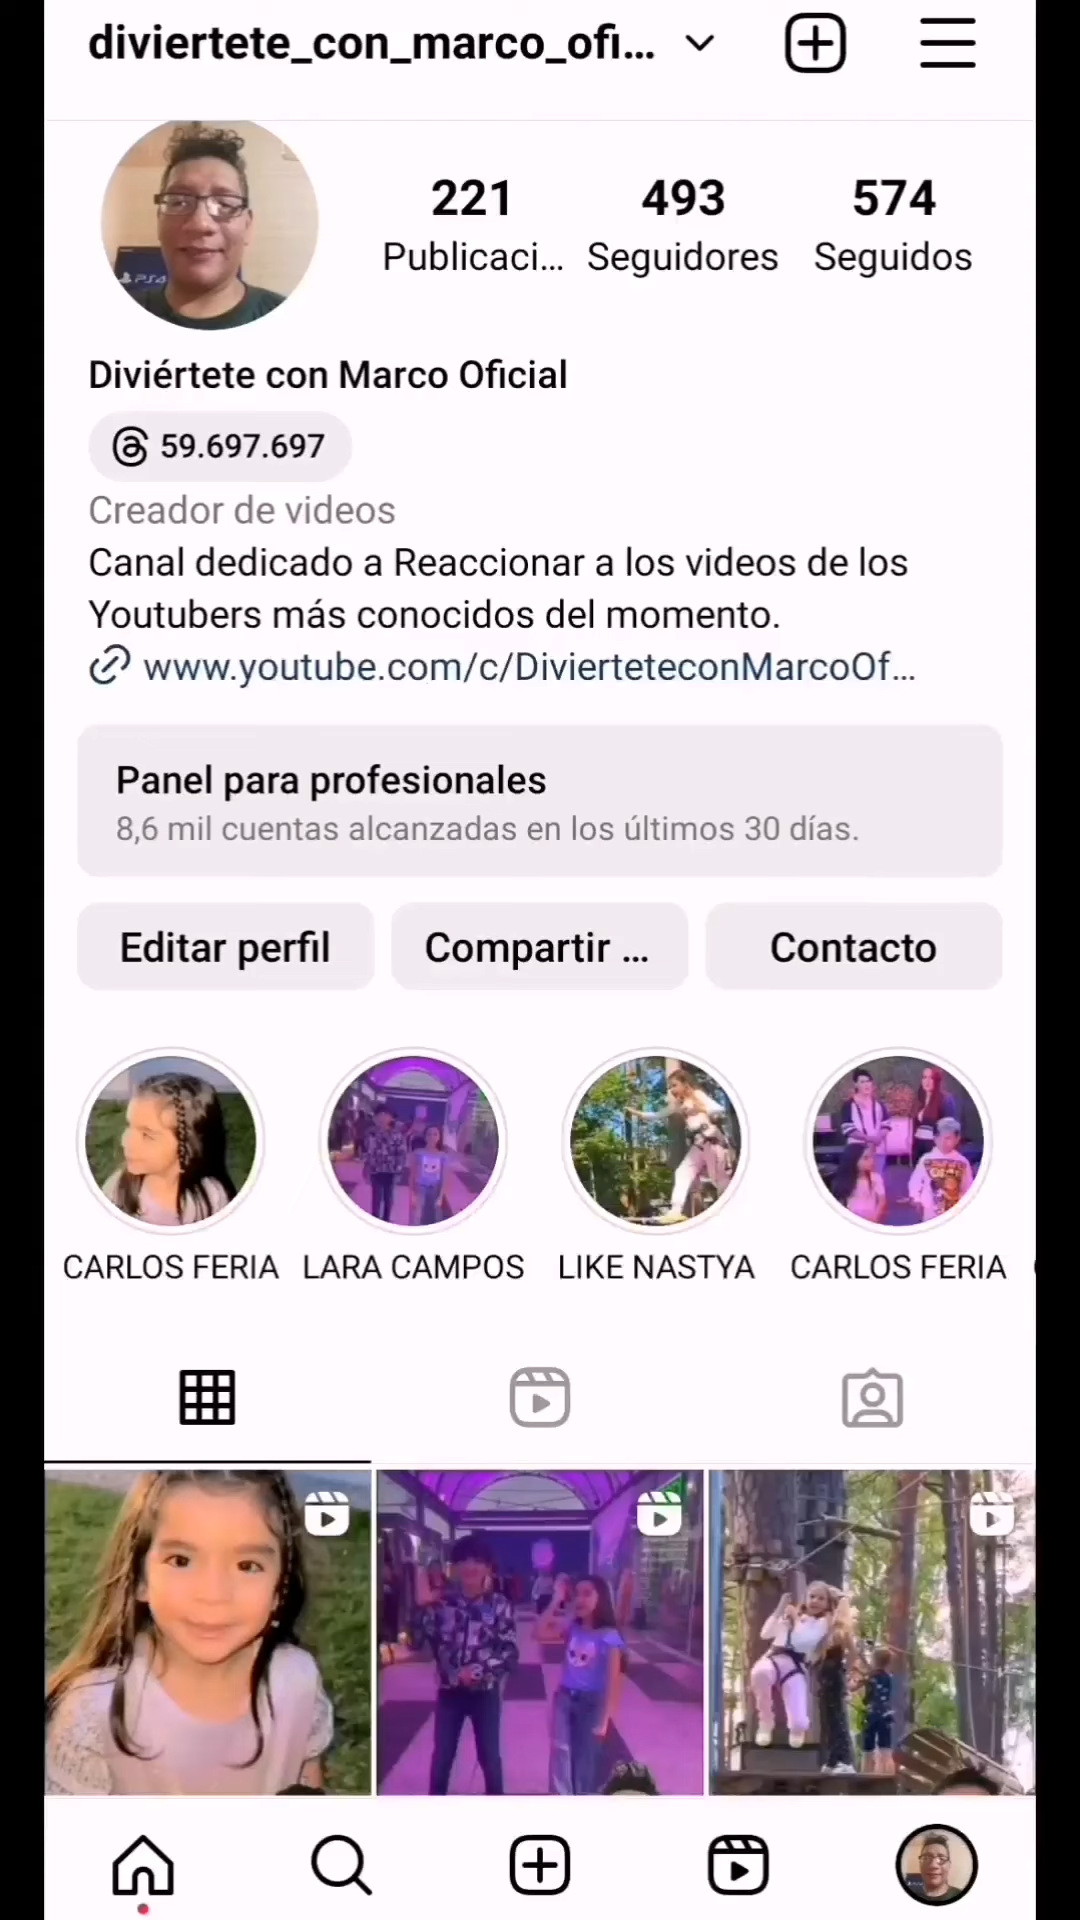 diviertete_con_marco_ofi...
221 493 574
Publicaci... Seguidores Seguidos
PS4
Diviértete con Marco Oficial
59.697.697
Creador de videos
Canal dedicado a Reaccionar a los videos de los
Youtubers más conocidos del momento.
www.youtube.com/c/DivierteteconMarcoOf...
Panel para profesionales
8,6 mil cuentas alcanzadas en los últimos 30 días.
Editar perfil Compartir ... Contacto
CARLOS FERIA LARA CAMPOS LIKE NASTYA CARLOS FERIA